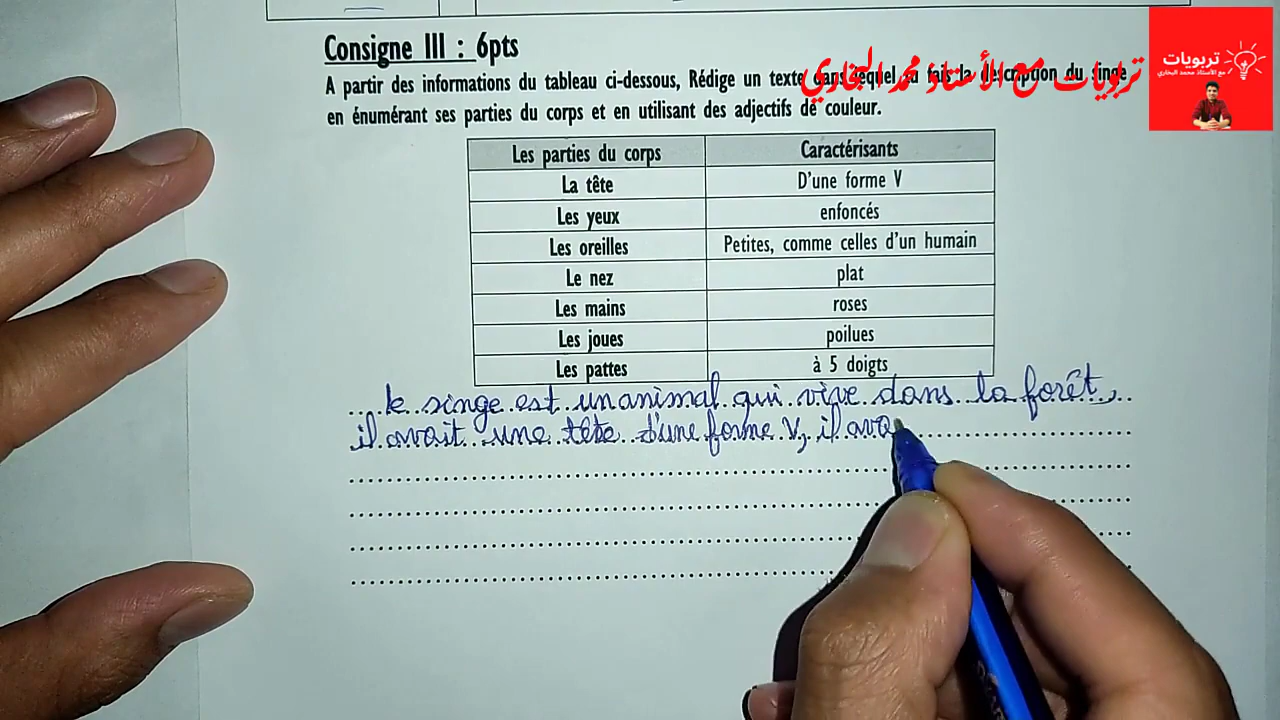 Consigne III : 6pts
تربويات مع الأستاذ محمد البخاري
تربويات
مع الأستاذ محمد البخاري
A partir des informations du tableau ci-dessous, Rédige un texte dans lequel tu fais la description du singe
en énumérant ses parties du corps et en utilisant des adjectifs de couleur.
Les parties du corps Caractérisants
La tête D'une forme V
Les yeux enfoncés
Les oreilles Petites, comme celles d'un humain
Le nez plat
Les mains roses
Les joues poilues
Les pattes à 5 doigts
le singe est un animal qui vive dans la forêt,
il avait une tête d'une forme V, il ava